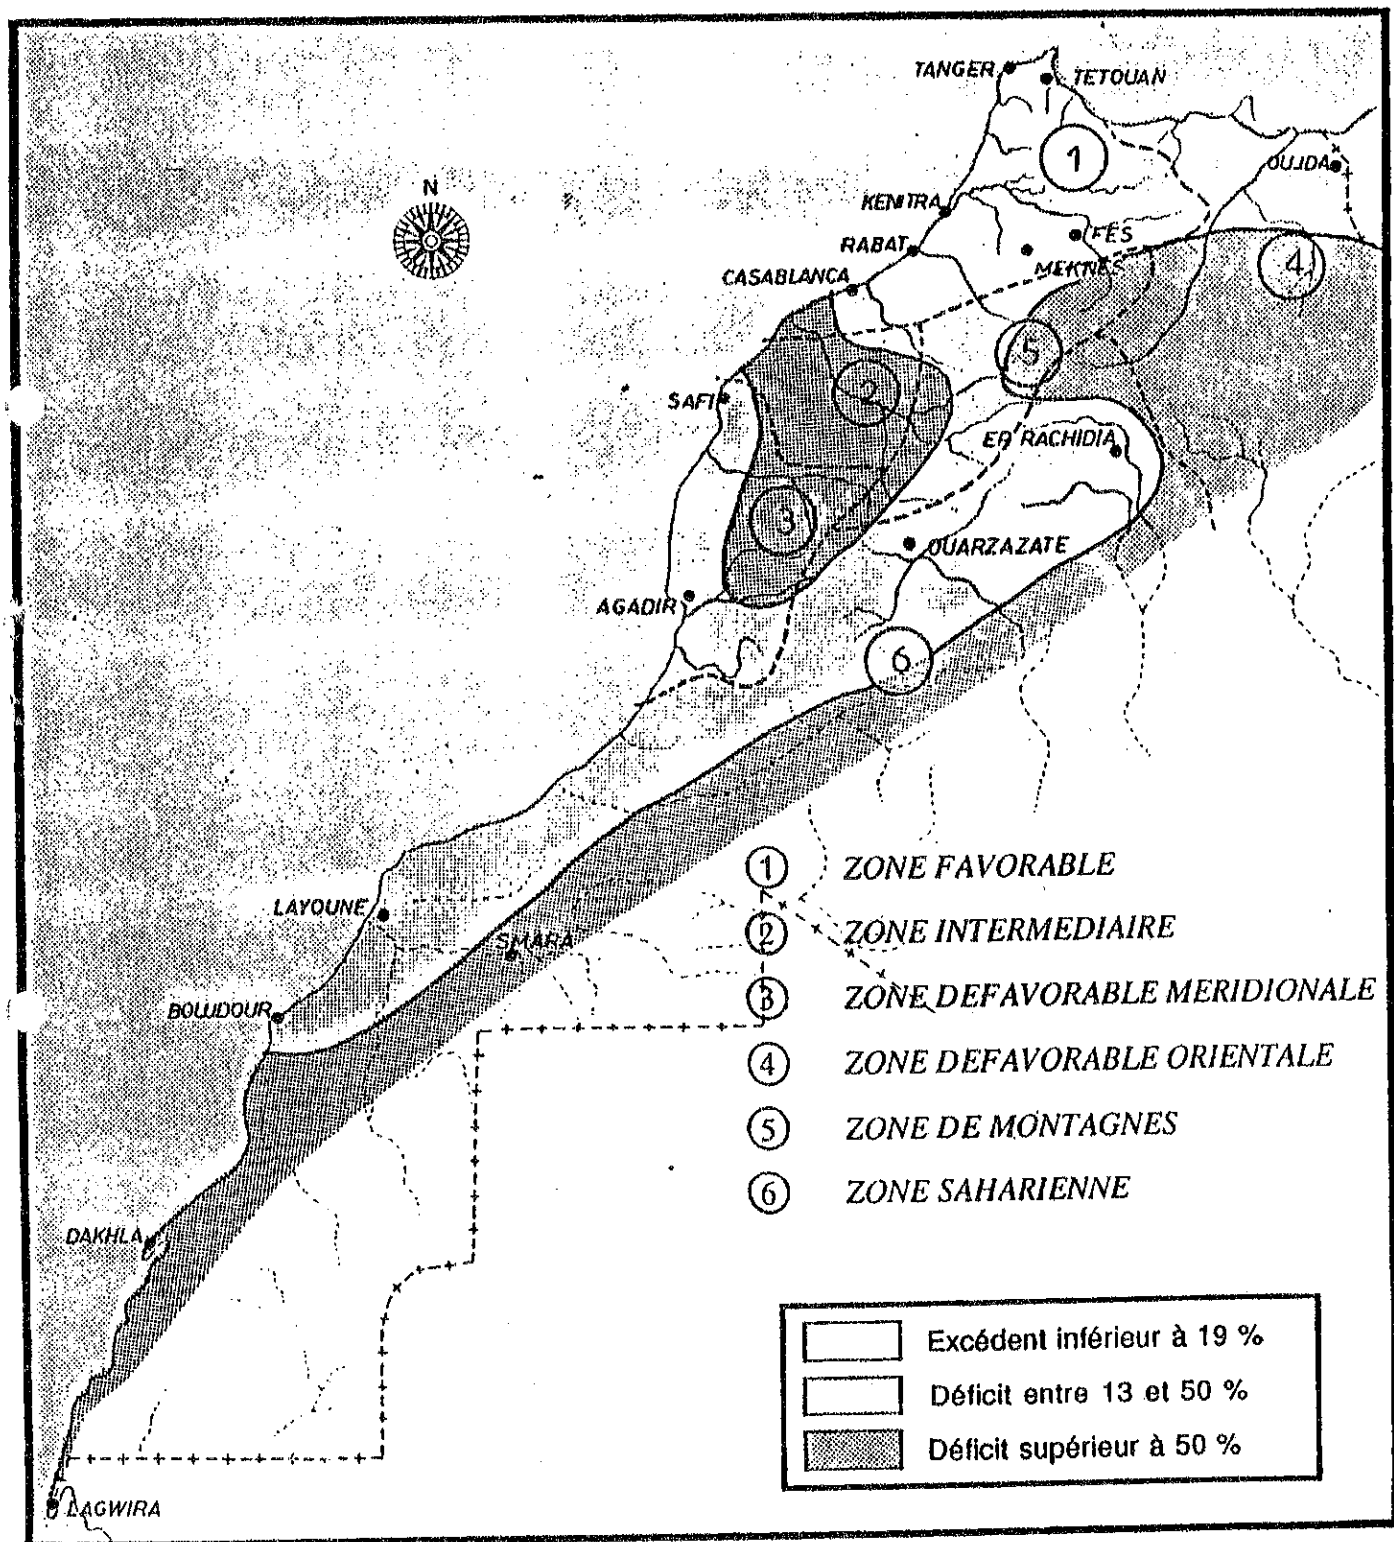 TANGER
TETOUAN
1
OUJDA
N
KENITRA
RABAT
FES
MEKNES
4
CASABLANCA
5
2
SAFI
ER RACHIDIA
3
OUARZAZATE
AGADIR
6
1 ZONE FAVORABLE
LAYOUNE
2 ZONE INTERMEDIAIRE
SMARA
3 ZONE DEFAVORABLE MERIDIONALE
BOUJDOUR
4 ZONE DEFAVORABLE ORIENTALE
5 ZONE DE MONTAGNES
6 ZONE SAHARIENNE
DAKHLA
Excédent inférieur à 19 %
Déficit entre 13 et 50 %
Déficit supérieur à 50 %
LAGWIRA